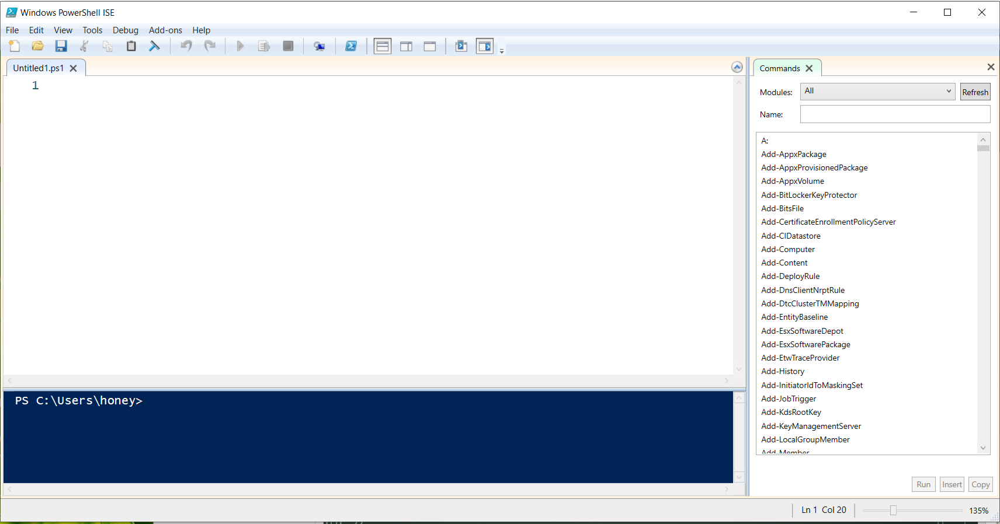 Windows PowerShell ISE
File Edit View Tools Debug Add-ons Help
Untitled1.ps1
1
PS C:\Users\honey>
Commands
Modules: All Refresh
Name:
A:
Add-AppxPackage
Add-AppxProvisionedPackage
Add-AppxVolume
Add-BitLockerKeyProtector
Add-BitsFile
Add-CertificateEnrollmentPolicyServer
Add-CIDatastore
Add-Computer
Add-Content
Add-DeployRule
Add-DnsClientNrptRule
Add-DtcClusterTMMapping
Add-EntityBaseline
Add-EsxSoftwareDepot
Add-EsxSoftwarePackage
Add-EtwTraceProvider
Add-History
Add-InitiatorIdToMaskingSet
Add-JobTrigger
Add-KdsRootKey
Add-KeyManagementServer
Add-LocalGroupMember
Add-Member
Run Insert Copy
Ln 1 Col 20 135%